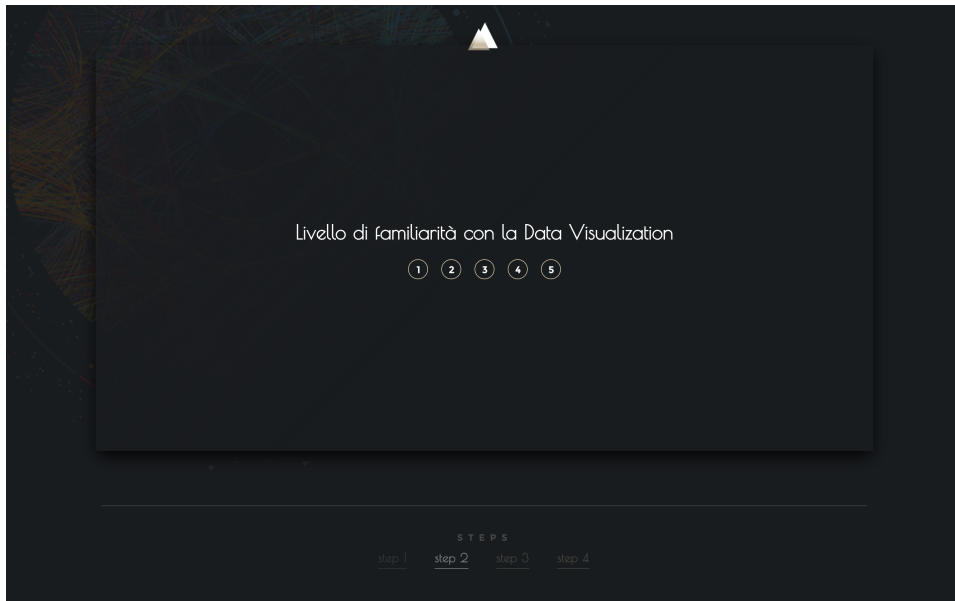 Livello di familiarità con la Data Visualization
1 2 3 4 5
STEPS
step 1 step 2 step 3 step 4